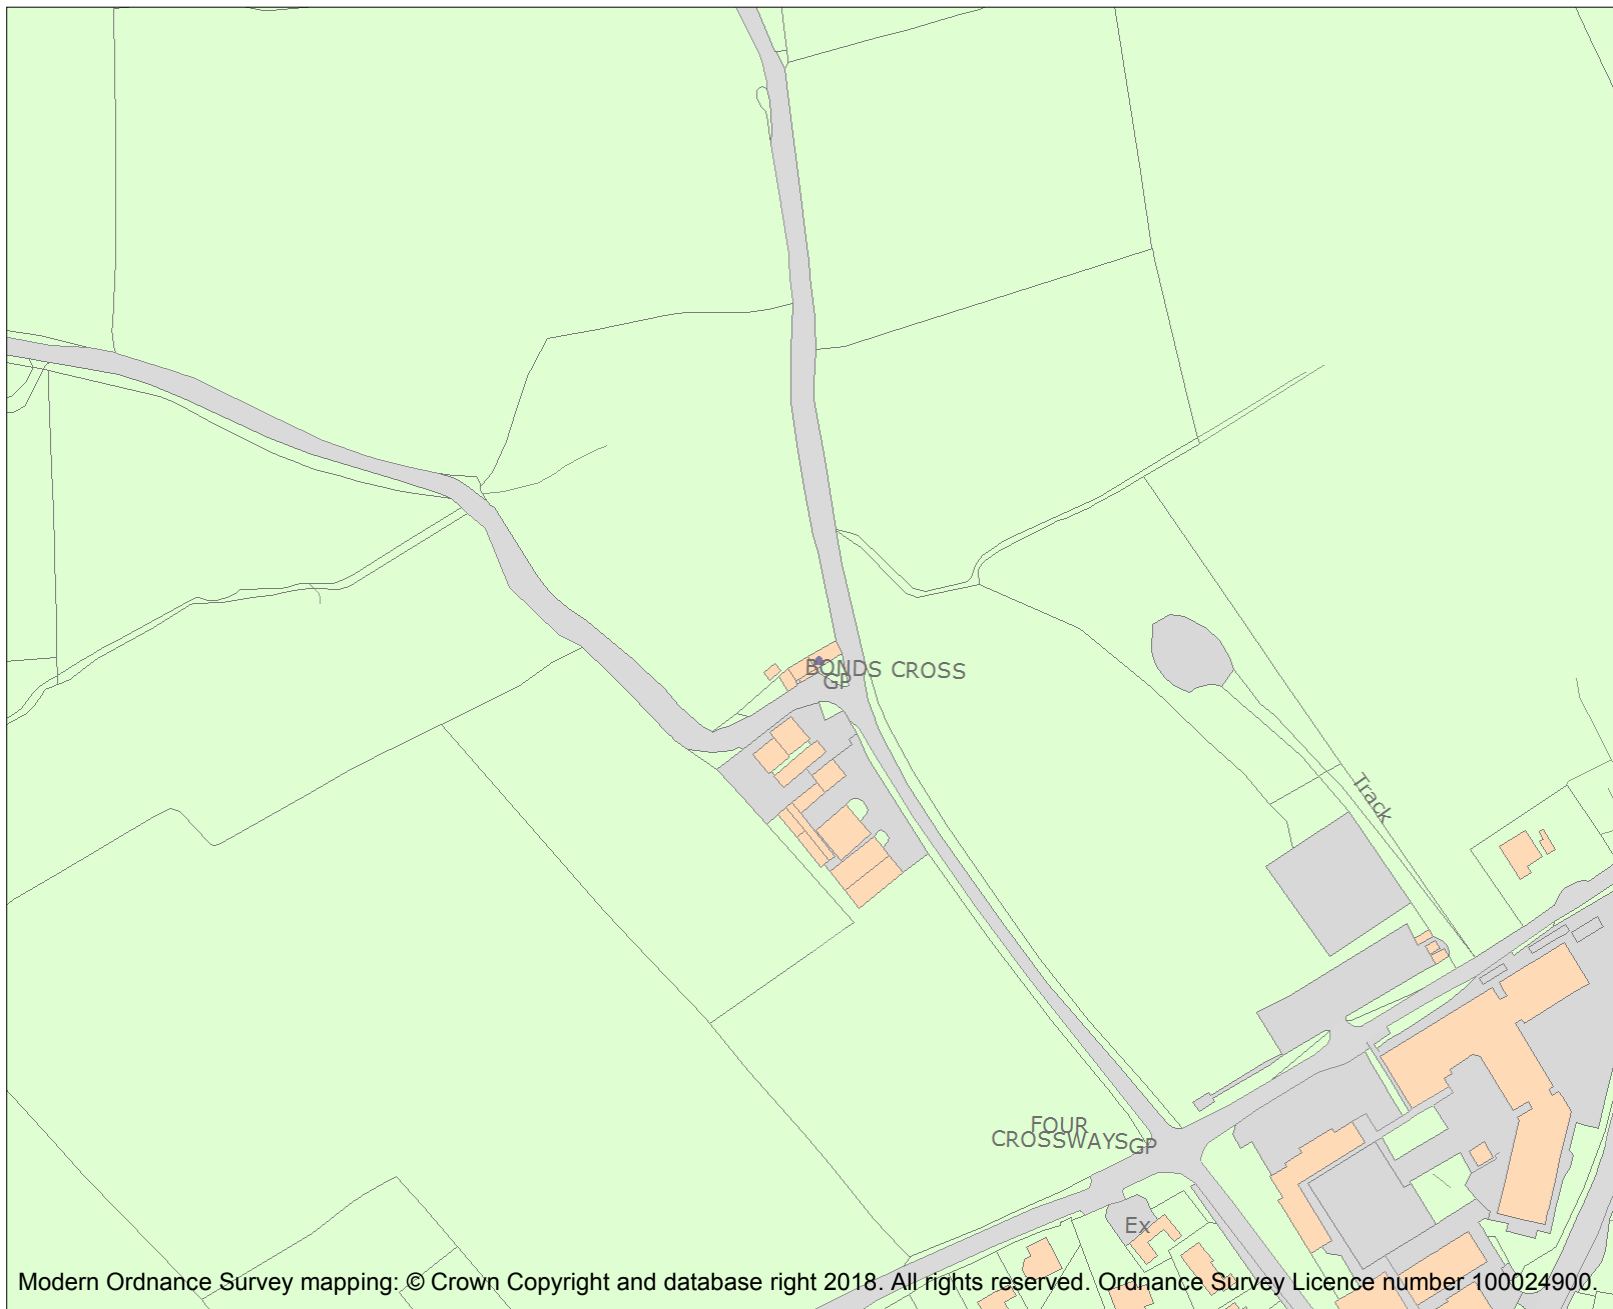 BONDS CROSS
GP
Track
FOUR
CROSSWAYS GP
Ex
Modern Ordnance Survey mapping: © Crown Copyright and database right 2018. All rights reserved. Ordnance Survey Licence number 100024900.